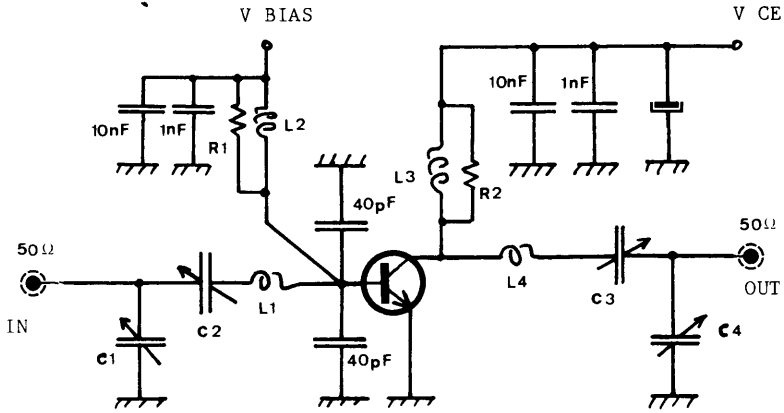 V BIAS
V CE
10nF
1nF
R1
L2
10nF
1nF
L3
R2
40pF
50Ω
50Ω
IN
C2
L1
L4
C3
OUT
C1
40pF
C4